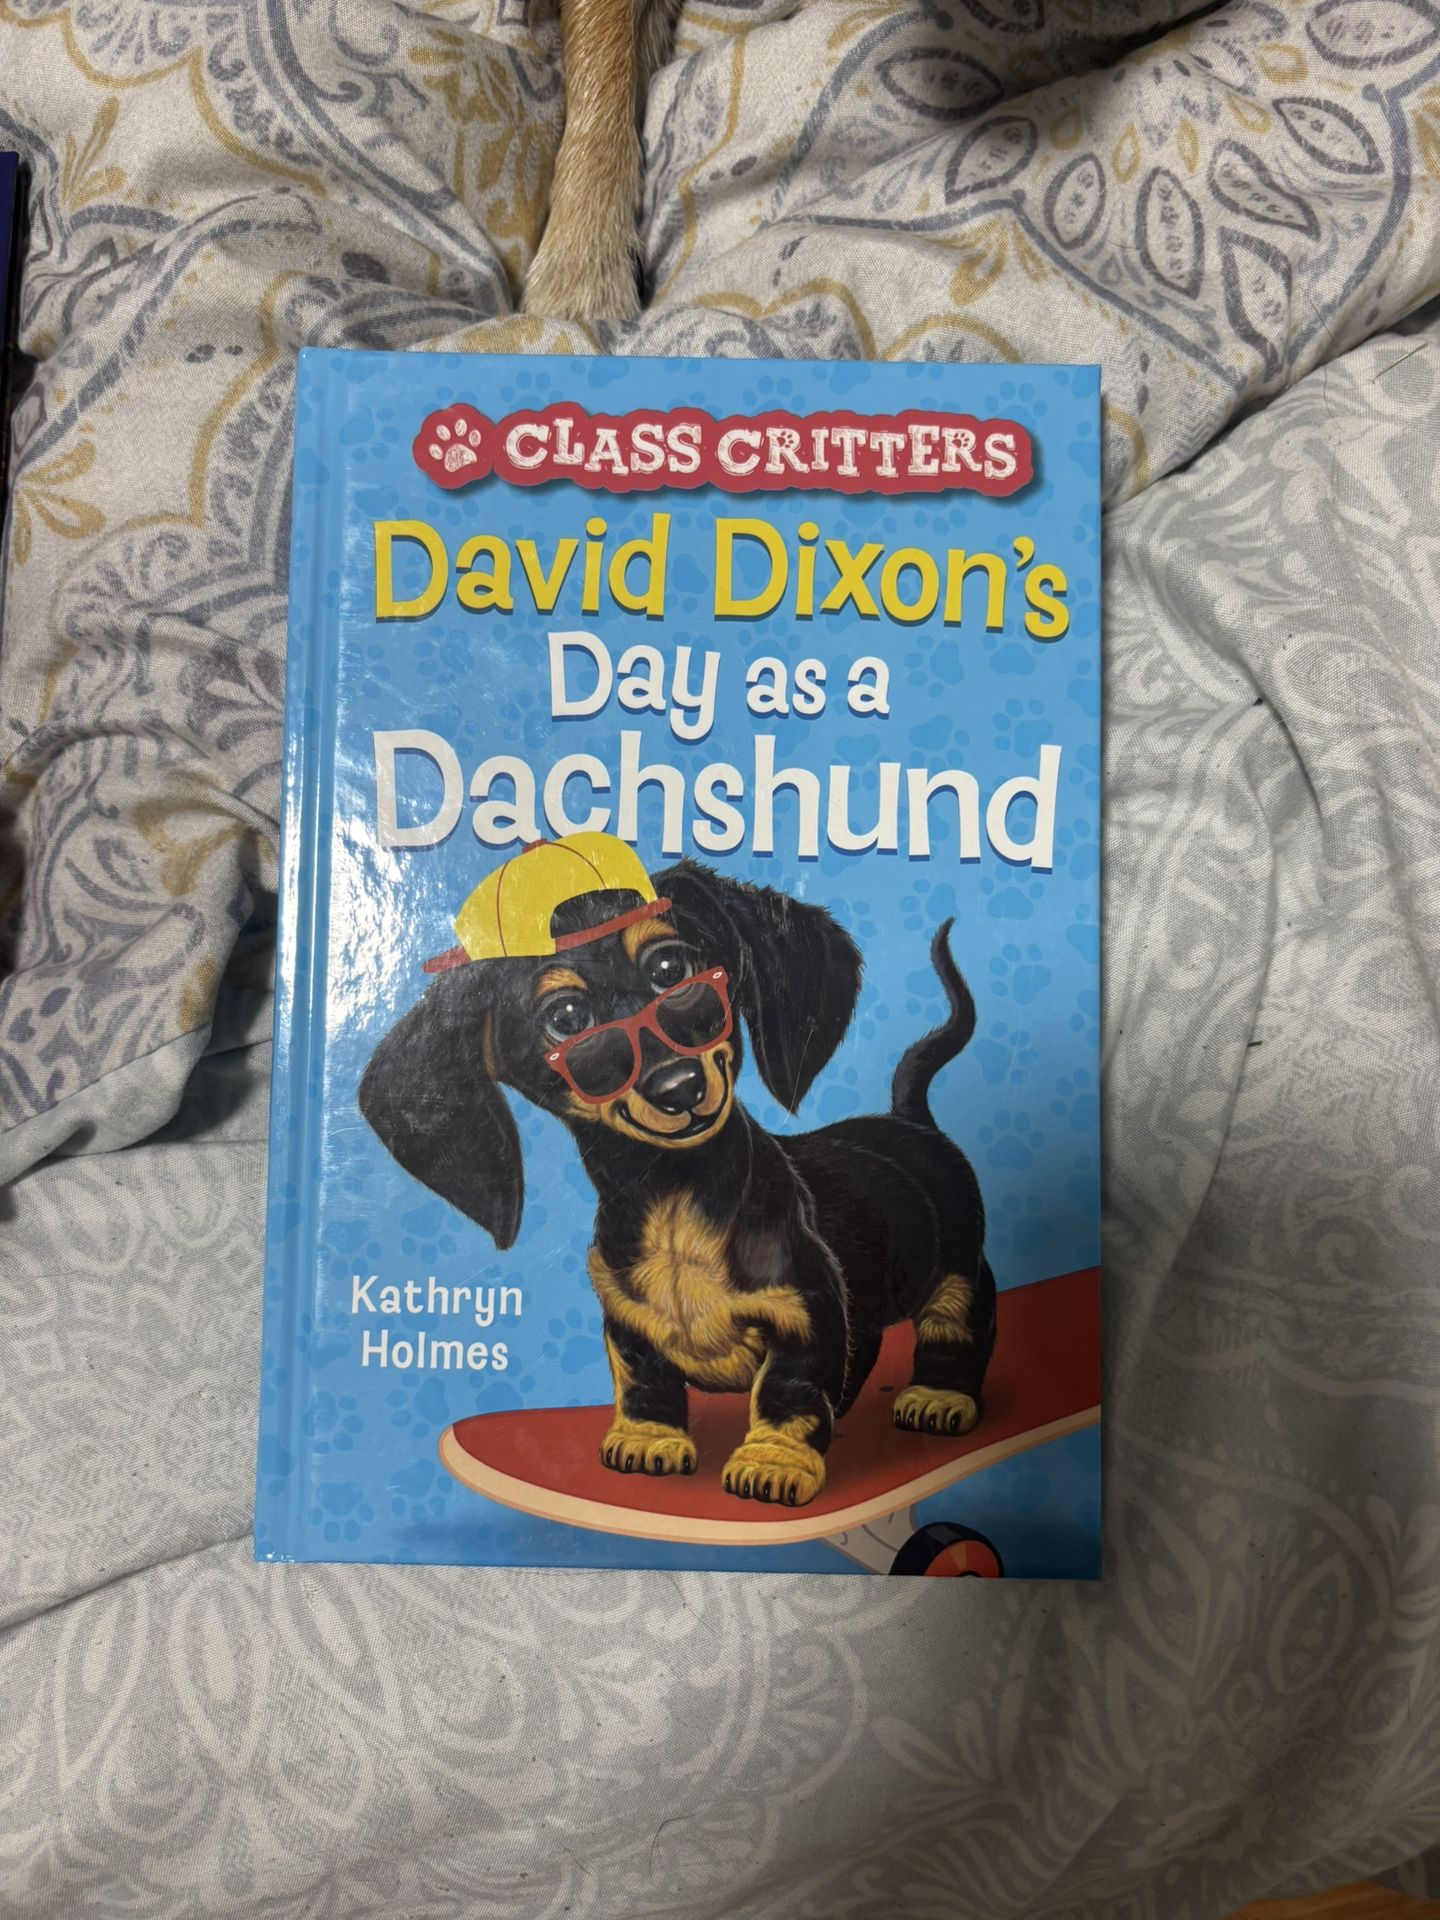 CLASS CRITTERS
David Dixon's
Day as a
Dachshund
Kathryn
Holmes